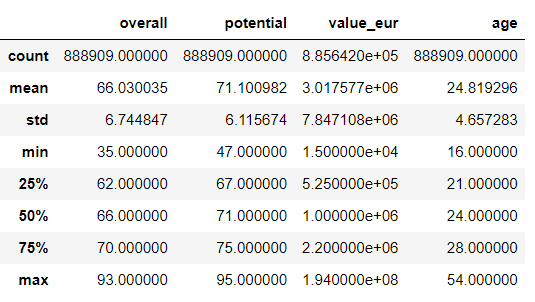 overall potential value_eur age
count 888909.000000 888909.000000 8.856420e+05 888909.000000
mean 66.030035 71.100982 3.017577e+06 24.819296
std 6.744847 6.115674 7.847108e+06 4.657283
min 35.000000 47.000000 1.500000e+04 16.000000
25% 62.000000 67.000000 5.250000e+05 21.000000
50% 66.000000 71.000000 1.000000e+06 24.000000
75% 70.000000 75.000000 2.200000e+06 28.000000
max 93.000000 95.000000 1.940000e+08 54.000000